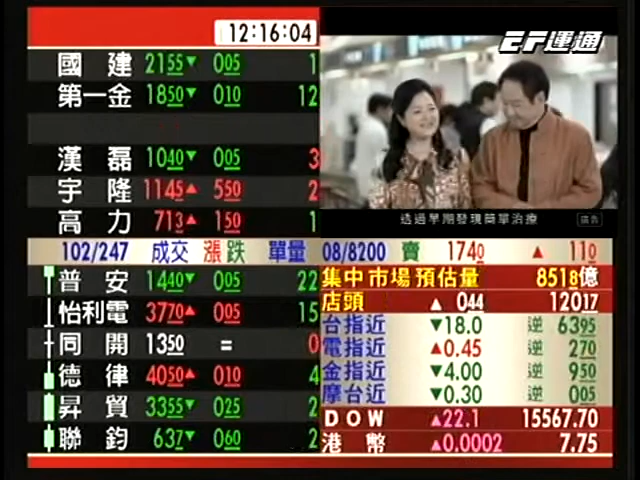 12:16:04
EF運通
國建 2155▼ 005 1
第一金 1850▼ 010 12
漢磊 1040▼ 005 3
宇隆 1145▲ 550 2
高力 713▲ 150 1
透過早期發現簡單治療
廣告
102/247 成交 漲跌 單量 08/8200 賣 1740 ▲ 110
普安 1440▼ 005 22
怡利電 3770▲ 005 15
同開 1350 = 0
德律 4050▲ 010 4
昇貿 3355▼ 025 2
聯鈞 637▼ 060 2
集中市場預估量 8518億
店頭 ▲ 044 12017
台指近 ▼18.0 逆 6395
電指近 ▲0.45 逆 270
金指近 ▼4.00 逆 950
摩台近 ▼0.30 逆 005
DOW ▲22.1 15567.70
港幣 ▲0.0002 7.75